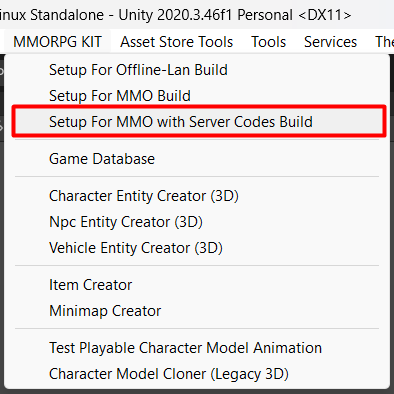 inux Standalone - Unity 2020.3.46f1 Personal <DX11>
MMORPG KIT Asset Store Tools Tools Services The
Setup For Offline-Lan Build
Setup For MMO Build
Setup For MMO with Server Codes Build
Game Database
Character Entity Creator (3D)
Npc Entity Creator (3D)
Vehicle Entity Creator (3D)
Item Creator
Minimap Creator
Test Playable Character Model Animation
Character Model Cloner (Legacy 3D)